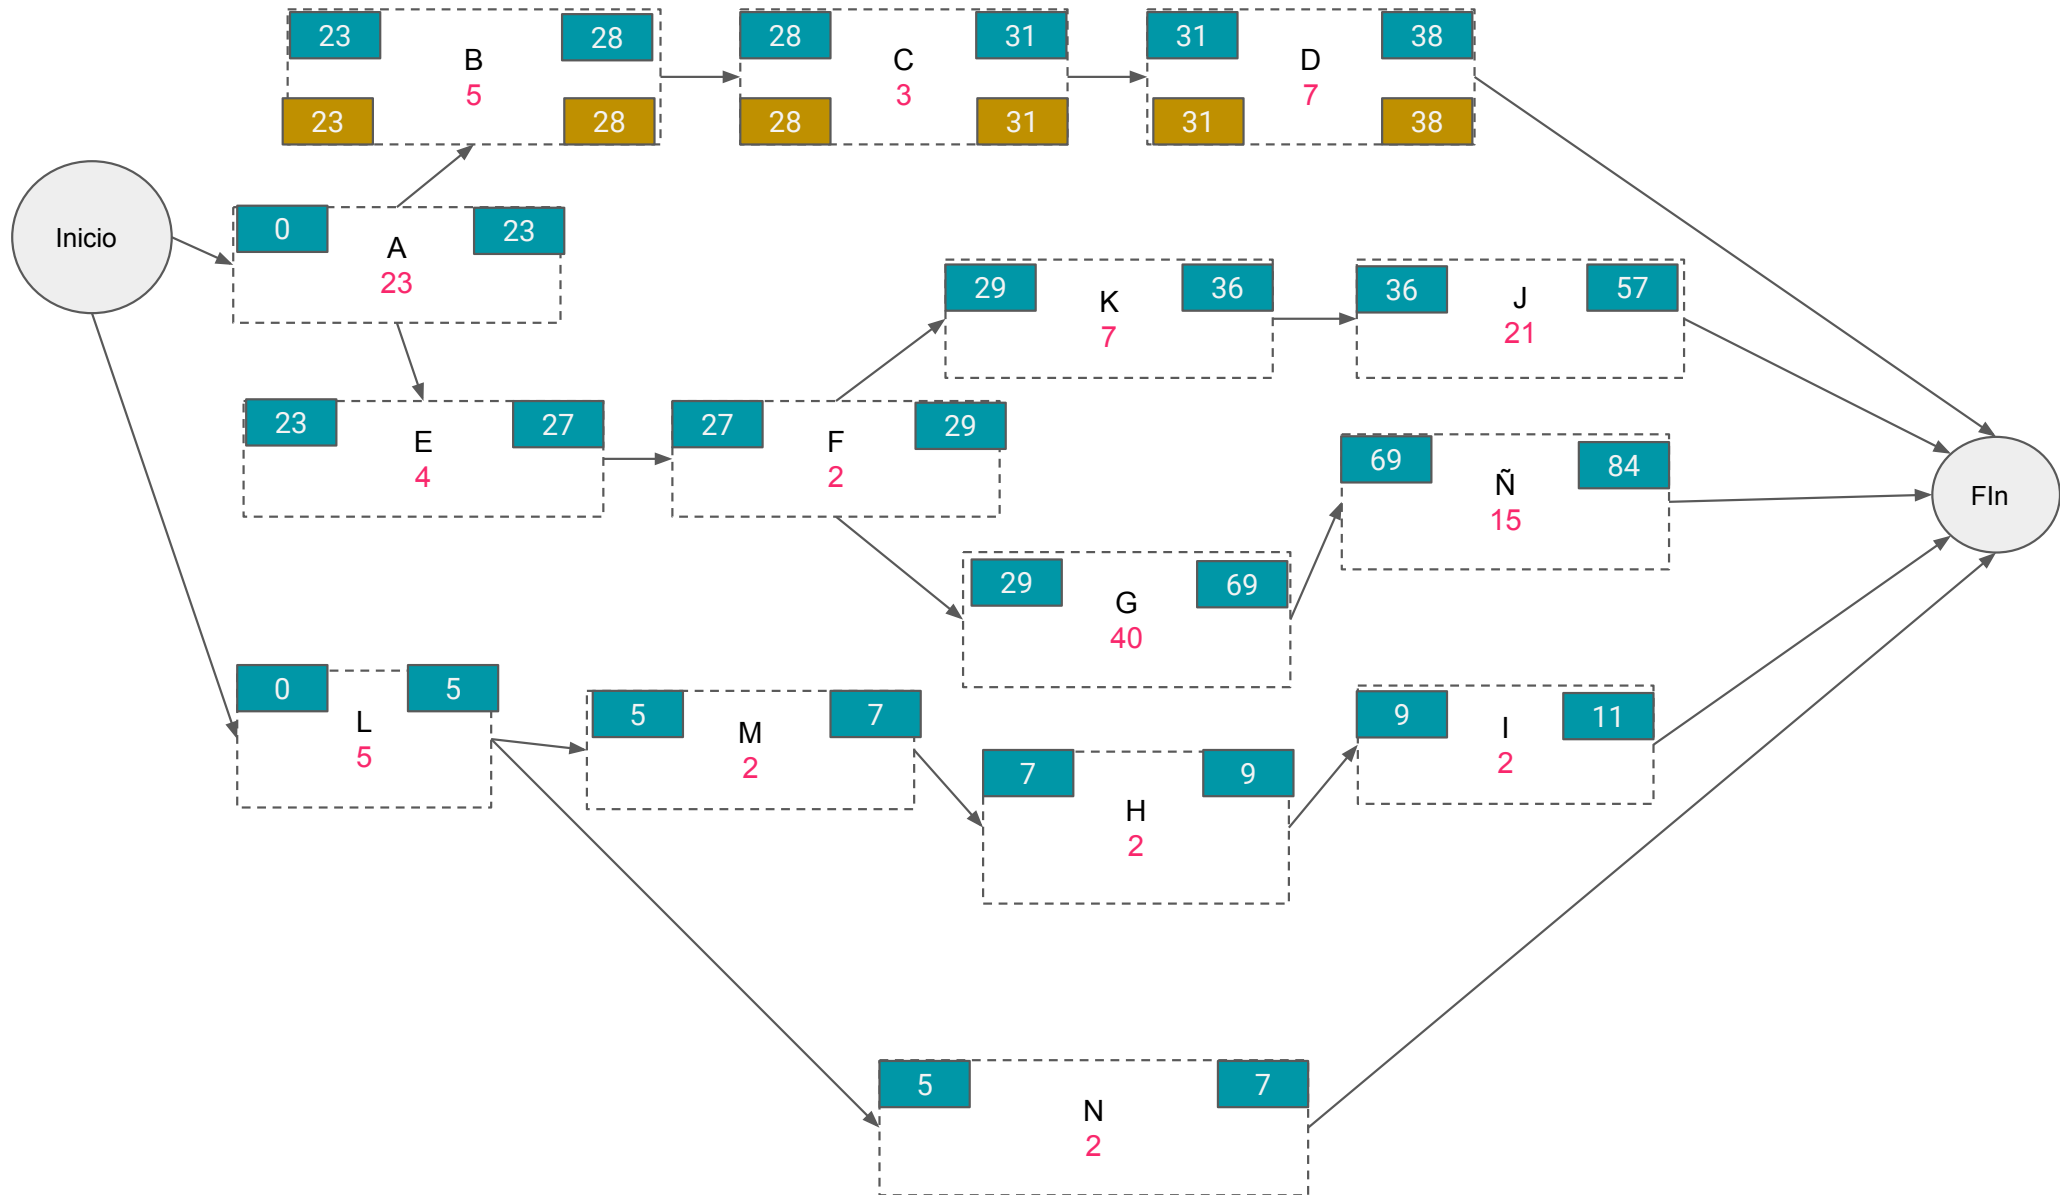 23 28 28 31 31 38
B C D
5 3 7
23 28 28 31 31 38
Inicio
0 A 23
23
29 K 36 36 J 57
7 21
23 E 27 27 F 29
4 2
69 Ñ 84
15
FIn
29 G 69
40
0 L 5
5
5 M 7
2
9 I 11
2
7 H 9
2
5 N 7
2